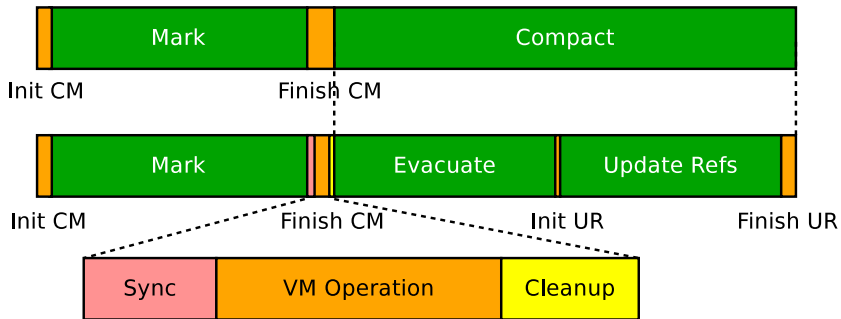 Mark
Compact
Init CM
Finish CM
Mark
Evacuate
Update Refs
Init CM
Finish CM
Init UR
Finish UR
Sync
VM Operation
Cleanup